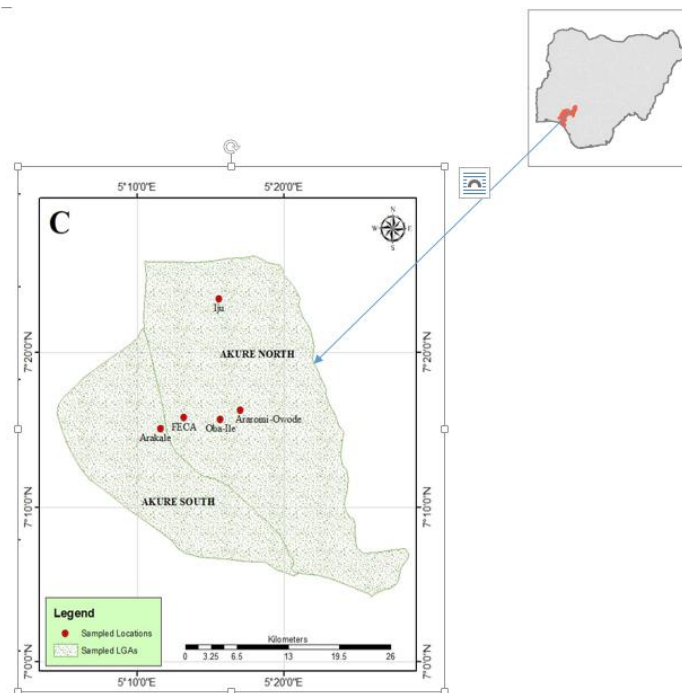 5°10'0"E 5°20'0"E
C
N
W E
S
Iju
7°20'0"N 7°20'0"N
AKURE NORTH
Araromi-Owode
FECA Oba-Ile
Arakale
AKURE SOUTH
7°10'0"N 7°10'0"N
Legend
Sampled Locations
Sampled LGAs
Kilometers
0 3.25 6.5 13 19.5 26
7°0'0"N 7°0'0"N
5°10'0"E 5°20'0"E